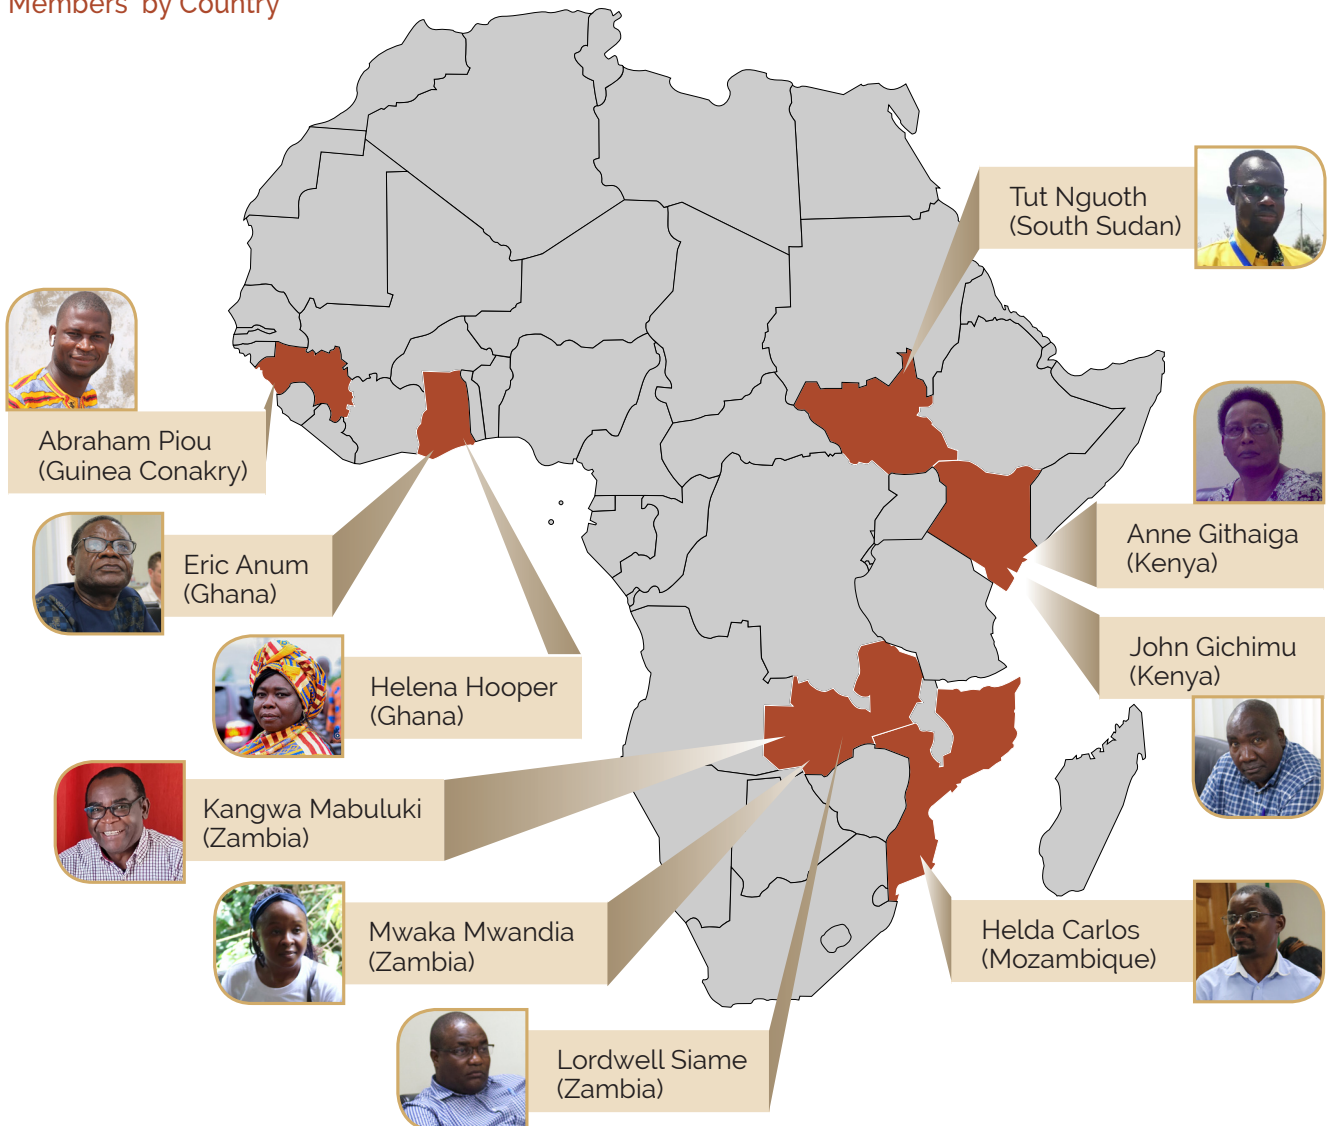 Members by Country
Tut Nguoth
(South Sudan)
Abraham Piou
(Guinea Conakry)
Anne Githaiga
(Kenya)
Eric Anum
(Ghana)
John Gichimu
(Kenya)
Helena Hooper
(Ghana)
Kangwa Mabuluki
(Zambia)
Mwaka Mwandia
(Zambia)
Helda Carlos
(Mozambique)
Lordwell Siame
(Zambia)